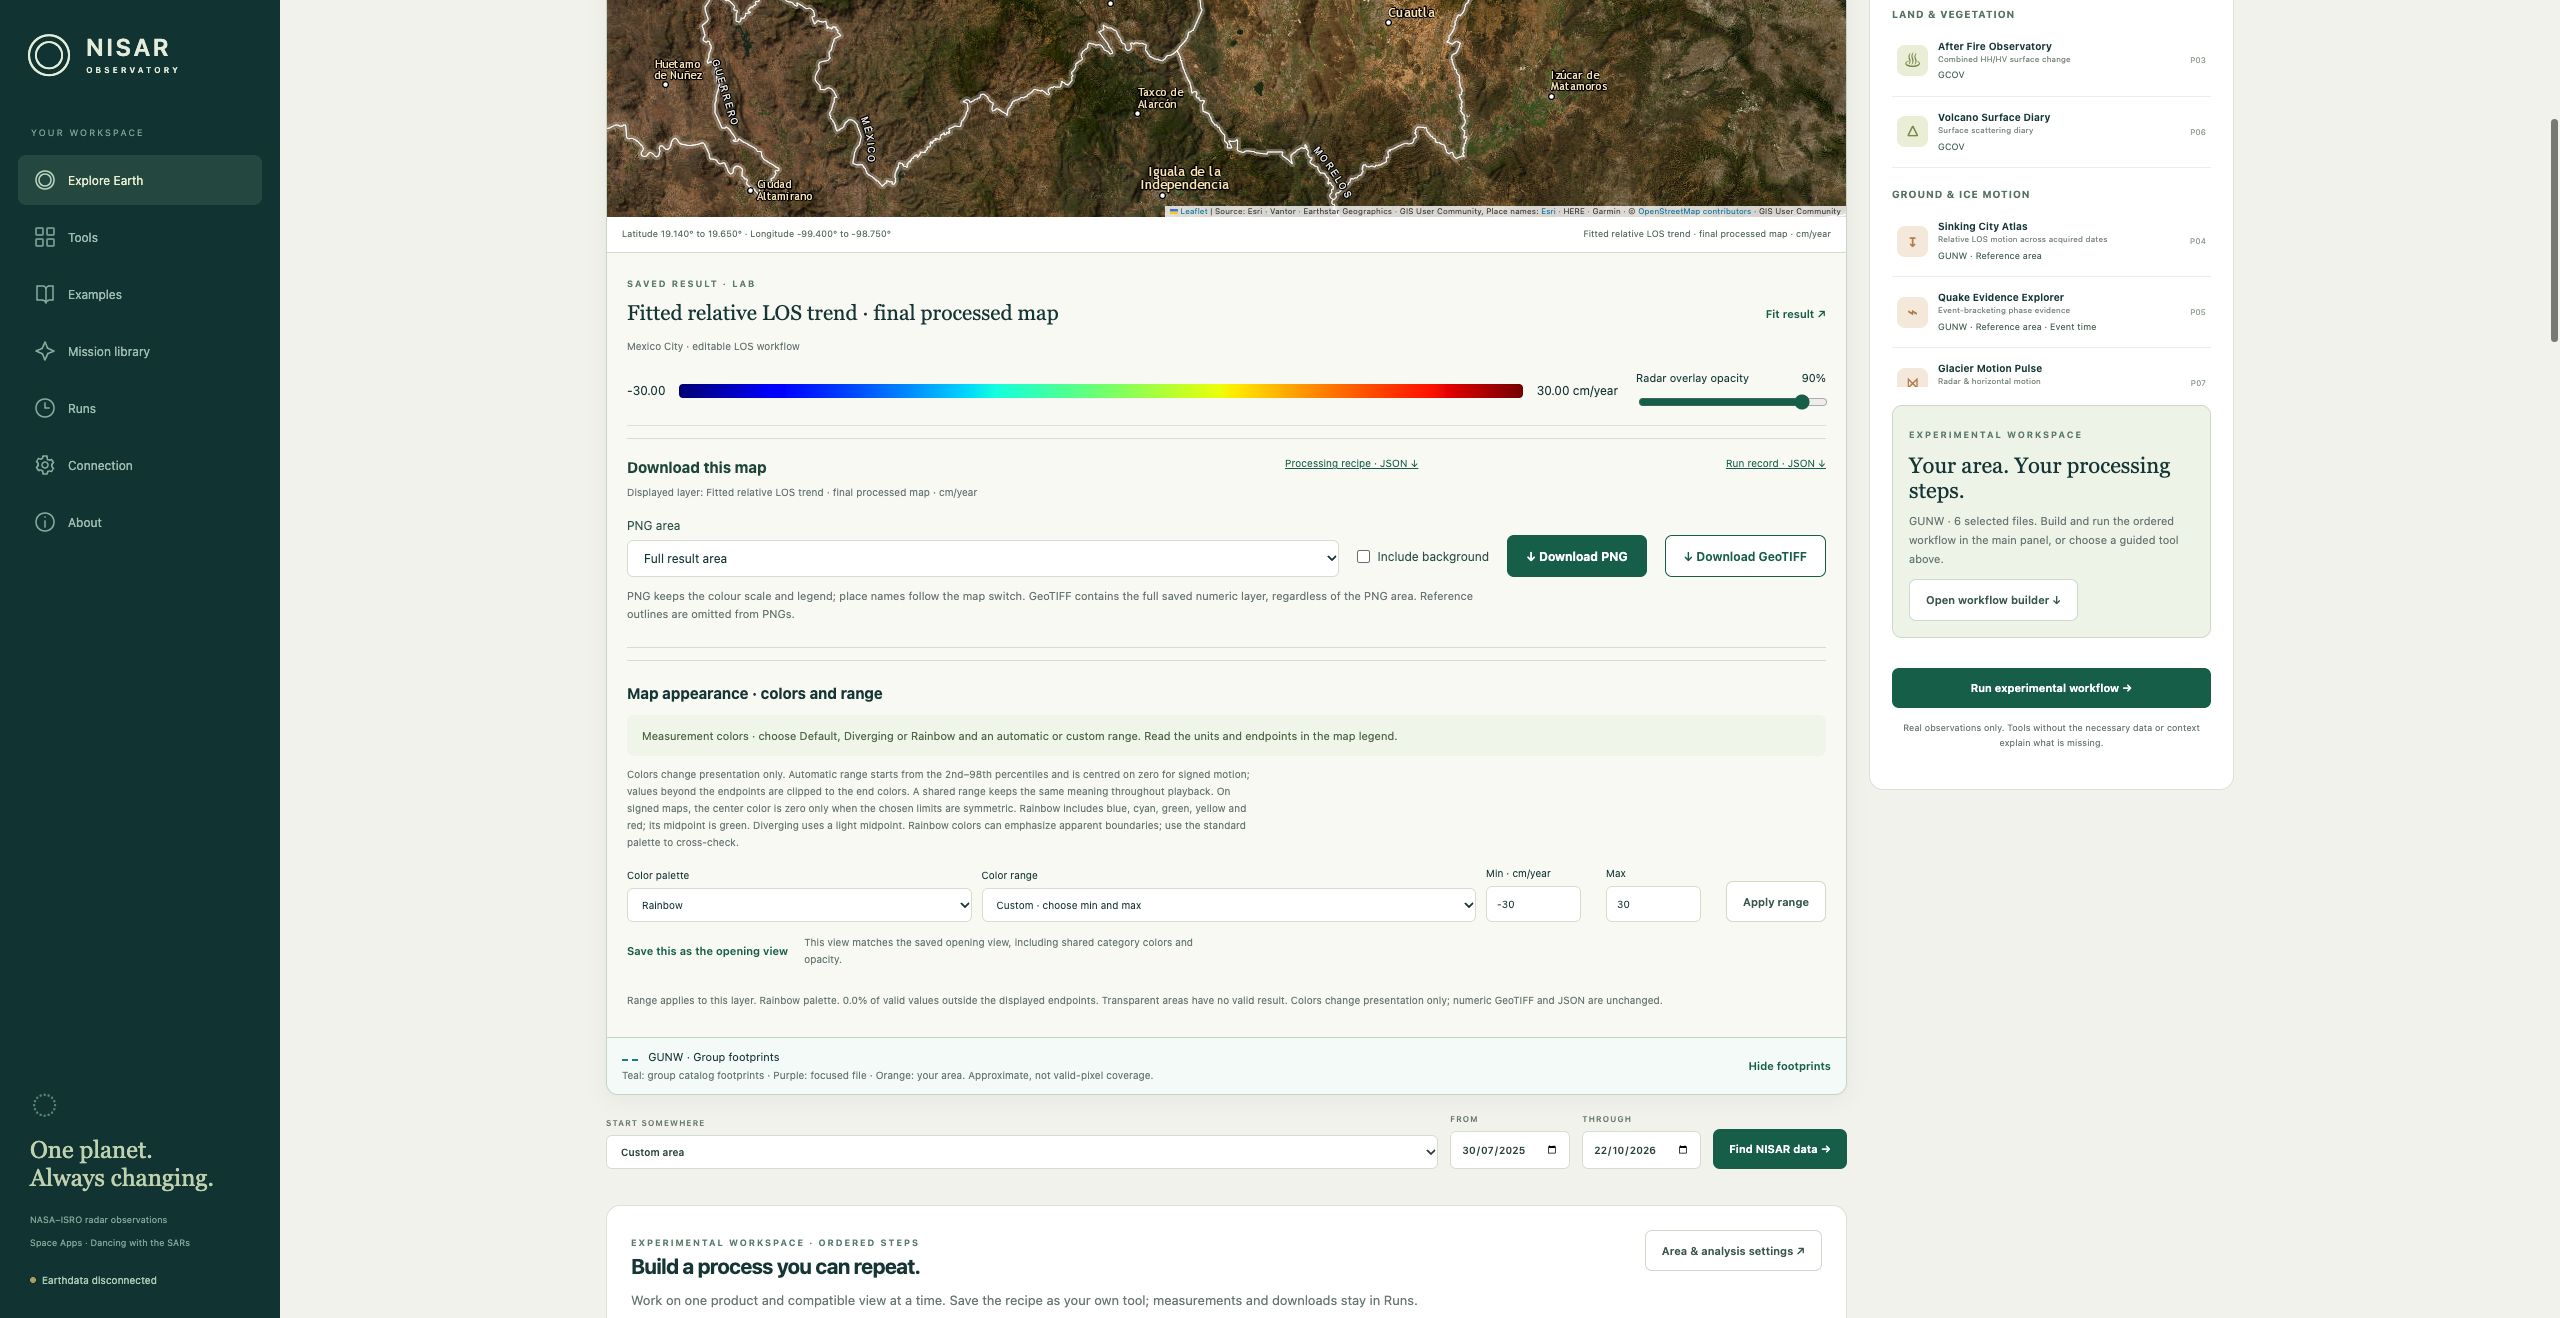 NISAR
OBSERVATORY
YOUR WORKSPACE
Explore Earth
Tools
Examples
Mission library
Runs
Connection
About
One planet.
Always changing.
NASA–ISRO radar observations
Space Apps · Dancing with the SARs
Earthdata disconnected
Cuautla
Huetamo
de Nuñez
GUERRERO
MÉXICO
Taxco de
Alarcón
Izúcar de
Matamoros
MORELOS
Iguala de la
Independencia
Ciudad
Altamirano
Leaflet | Source: Esri · Vantor · Earthstar Geographics · GIS User Community, Place names: Esri · HERE · Garmin · © OpenStreetMap contributors · GIS User Community
Latitude 19.140° to 19.650° · Longitude -99.400° to -98.750°
Fitted relative LOS trend · final processed map · cm/year
SAVED RESULT · LAB
Fitted relative LOS trend · final processed map
Fit result ↗
Mexico City · editable LOS workflow
-30.00
30.00 cm/year
Radar overlay opacity 90%
Download this map
Processing recipe · JSON ↓
Run record · JSON ↓
Displayed layer: Fitted relative LOS trend · final processed map · cm/year
PNG area
Full result area
Include background
↓ Download PNG
↓ Download GeoTIFF
PNG keeps the colour scale and legend; place names follow the map switch. GeoTIFF contains the full saved numeric layer, regardless of the PNG area. Reference
outlines are omitted from PNGs.
Map appearance · colors and range
Measurement colors · choose Default, Diverging or Rainbow and an automatic or custom range. Read the units and endpoints in the map legend.
Colors change presentation only. Automatic range starts from the 2nd–98th percentiles and is centred on zero for signed motion;
values beyond the endpoints are clipped to the end colors. A shared range keeps the same meaning throughout playback. On
signed maps, the center color is zero only when the chosen limits are symmetric. Rainbow includes blue, cyan, green, yellow and
red; its midpoint is green. Diverging uses a light midpoint. Rainbow colors can emphasize apparent boundaries; use the standard
palette to cross-check.
Color palette
Color range
Min · cm/year
Max
Rainbow
Custom · choose min and max
-30
30
Apply range
Save this as the opening view
This view matches the saved opening view, including shared category colors and
opacity.
Range applies to this layer. Rainbow palette. 0.0% of valid values outside the displayed endpoints. Transparent areas have no valid result. Colors change presentation only; numeric GeoTIFF and JSON are unchanged.
GUNW · Group footprints
Teal: group catalog footprints · Purple: focused file · Orange: your area. Approximate, not valid-pixel coverage.
Hide footprints
START SOMEWHERE
FROM
THROUGH
Custom area
30/07/2025
22/10/2026
Find NISAR data →
EXPERIMENTAL WORKSPACE · ORDERED STEPS
Build a process you can repeat.
Area & analysis settings ↗
Work on one product and compatible view at a time. Save the recipe as your own tool; measurements and downloads stay in Runs.
LAND & VEGETATION
After Fire Observatory
Combined HH/HV surface change
GCOV
P03
Volcano Surface Diary
Surface scattering diary
GCOV
P06
GROUND & ICE MOTION
Sinking City Atlas
Relative LOS motion across acquired dates
GUNW · Reference area
P04
Quake Evidence Explorer
Event-bracketing phase evidence
GUNW · Reference area · Event time
P05
Glacier Motion Pulse
Radar & horizontal motion
P07
EXPERIMENTAL WORKSPACE
Your area. Your processing
steps.
GUNW · 6 selected files. Build and run the ordered
workflow in the main panel, or choose a guided tool
above.
Open workflow builder ↓
Run experimental workflow →
Real observations only. Tools without the necessary data or context
explain what is missing.